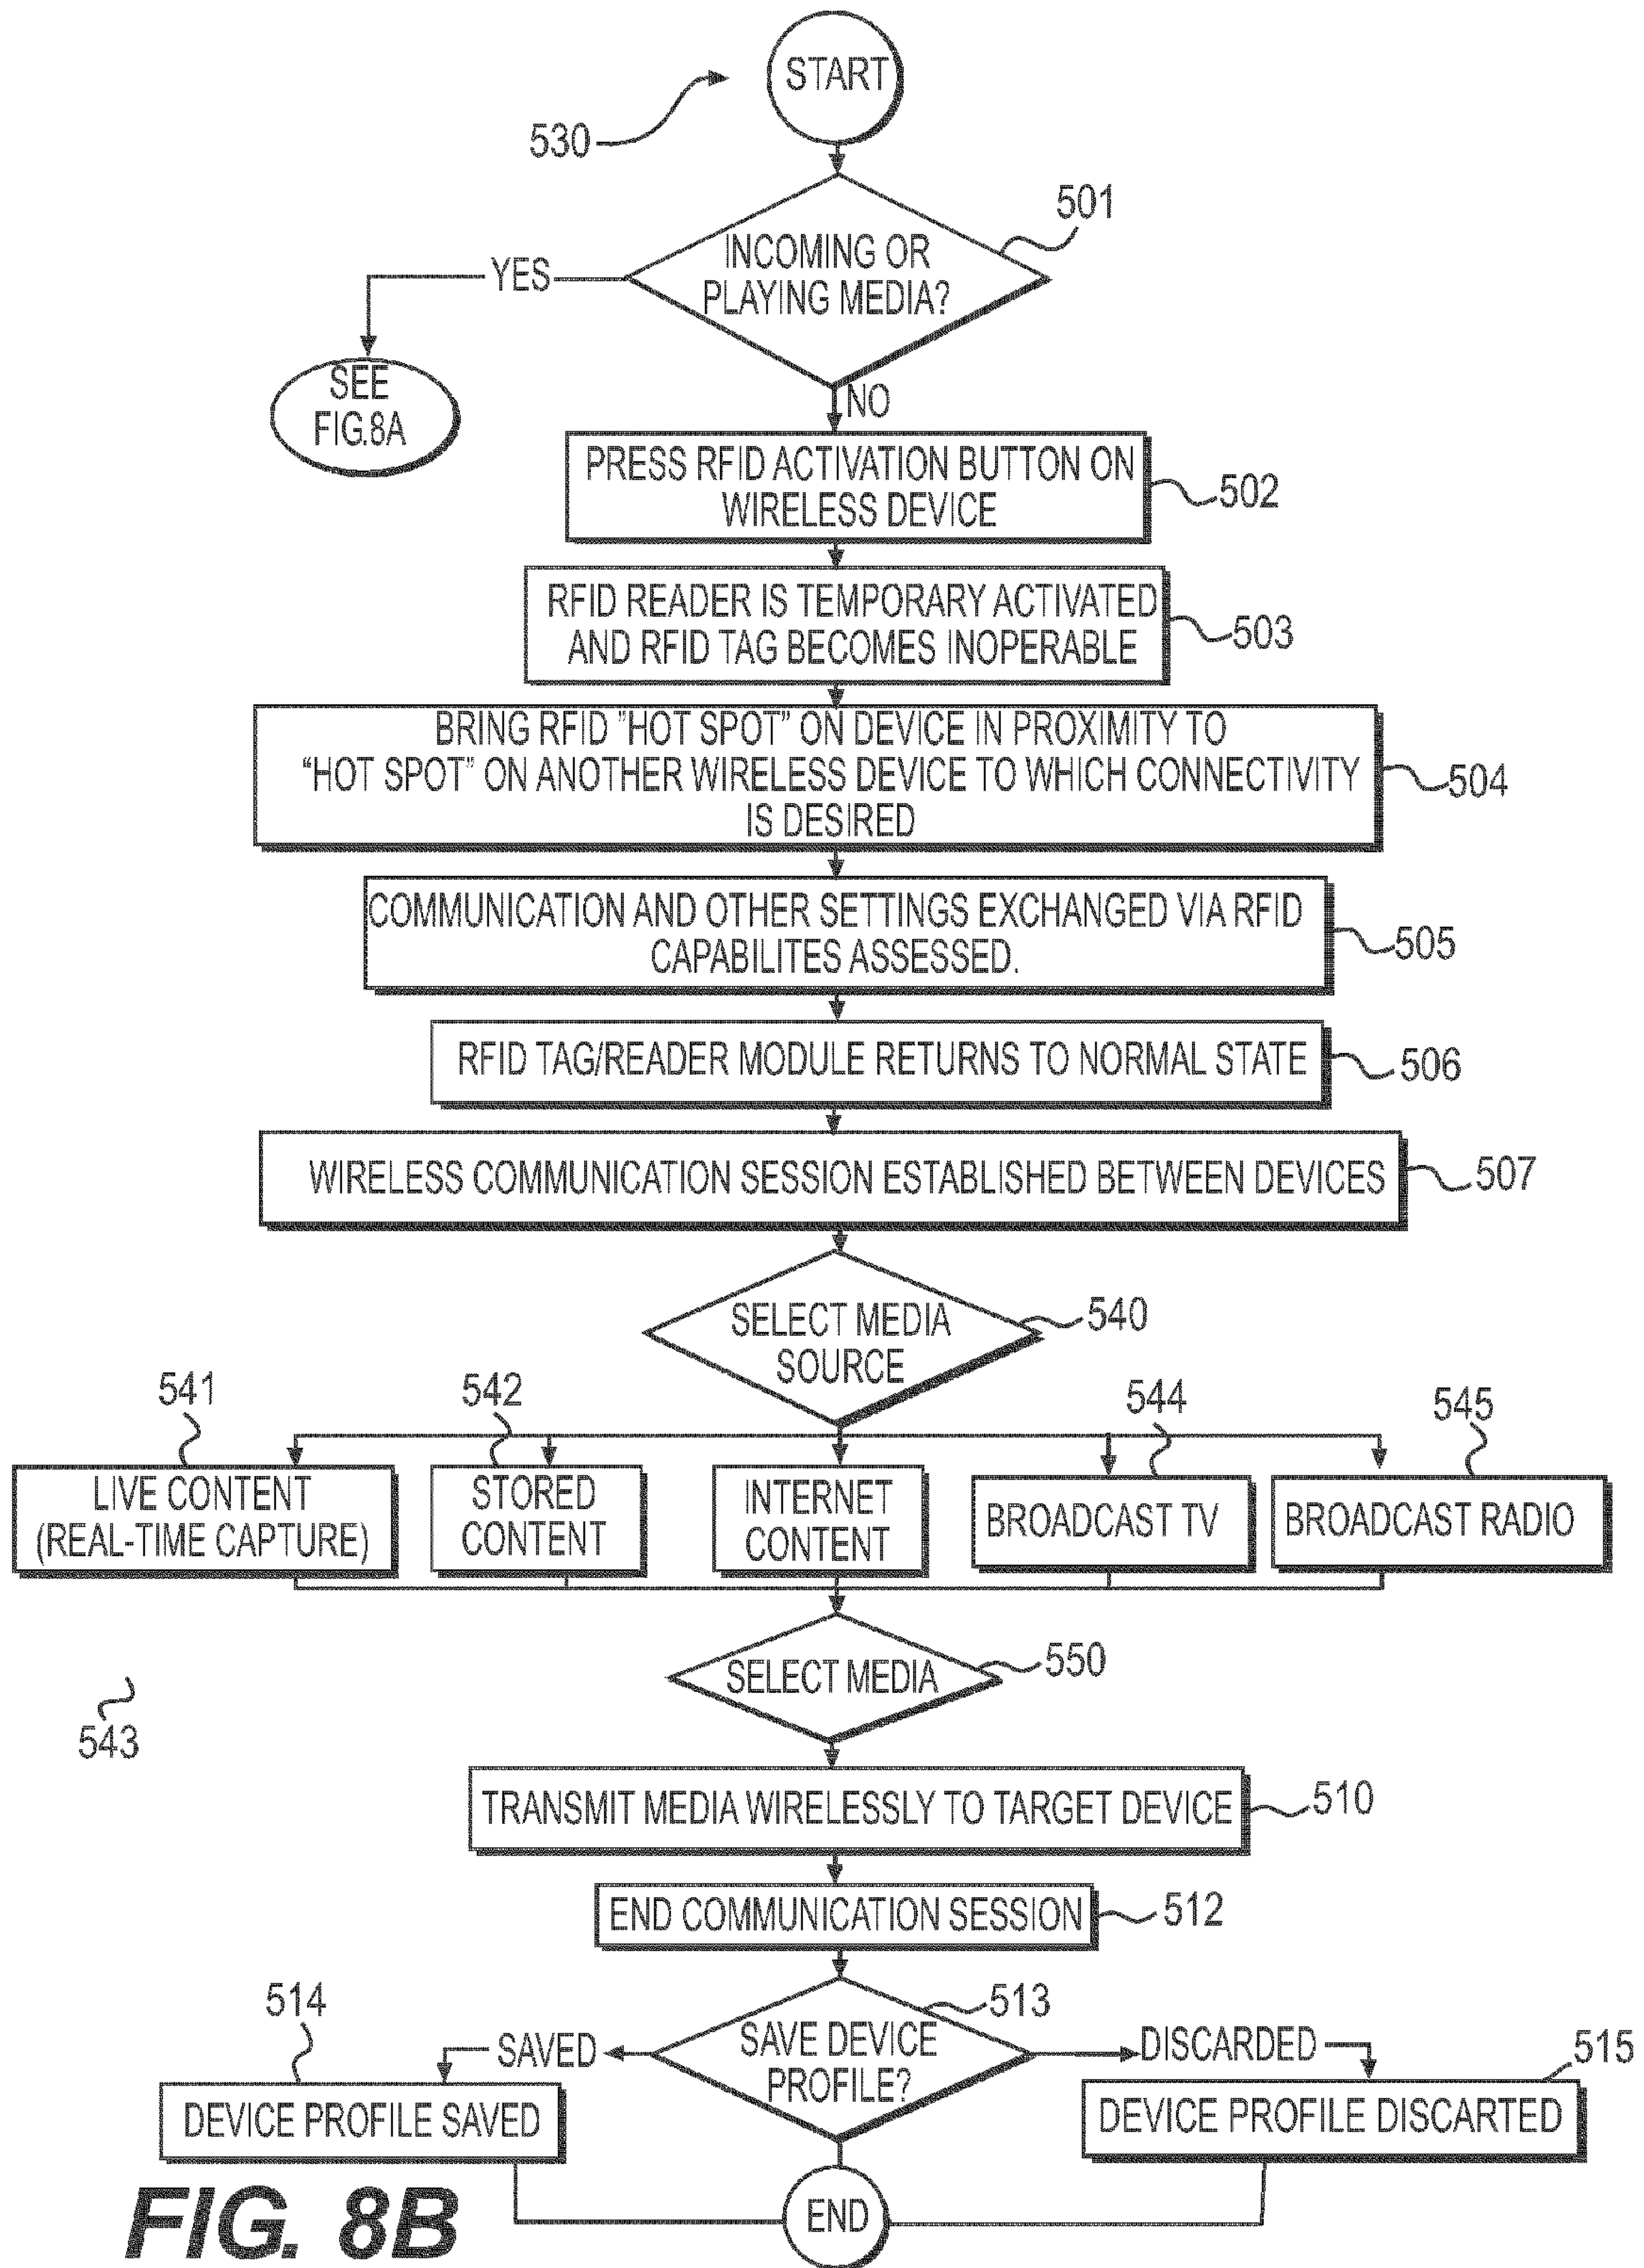 START
530
501
INCOMING OR
PLAYING MEDIA?
YES
SEE
FIG.8A
NO
PRESS RFID ACTIVATION BUTTON ON
WIRELESS DEVICE
502
RFID READER IS TEMPORARY ACTIVATED
AND RFID TAG BECOMES INOPERABLE
503
BRING RFID "HOT SPOT" ON DEVICE IN PROXIMITY TO
"HOT SPOT" ON ANOTHER WIRELESS DEVICE TO WHICH CONNECTIVITY
IS DESIRED
504
COMMUNICATION AND OTHER SETTINGS EXCHANGED VIA RFID
CAPABILITES ASSESSED.
505
RFID TAG/READER MODULE RETURNS TO NORMAL STATE
506
WIRELESS COMMUNICATION SESSION ESTABLISHED BETWEEN DEVICES
507
SELECT MEDIA
SOURCE
540
541
542
544
545
LIVE CONTENT
(REAL-TIME CAPTURE)
STORED
CONTENT
INTERNET
CONTENT
BROADCAST TV
BROADCAST RADIO
SELECT MEDIA
550
543
TRANSMIT MEDIA WIRELESSLY TO TARGET DEVICE
510
END COMMUNICATION SESSION
512
513
514
SAVE DEVICE
PROFILE?
SAVED
DISCARDED
515
DEVICE PROFILE SAVED
DEVICE PROFILE DISCARTED
END
FIG. 8B